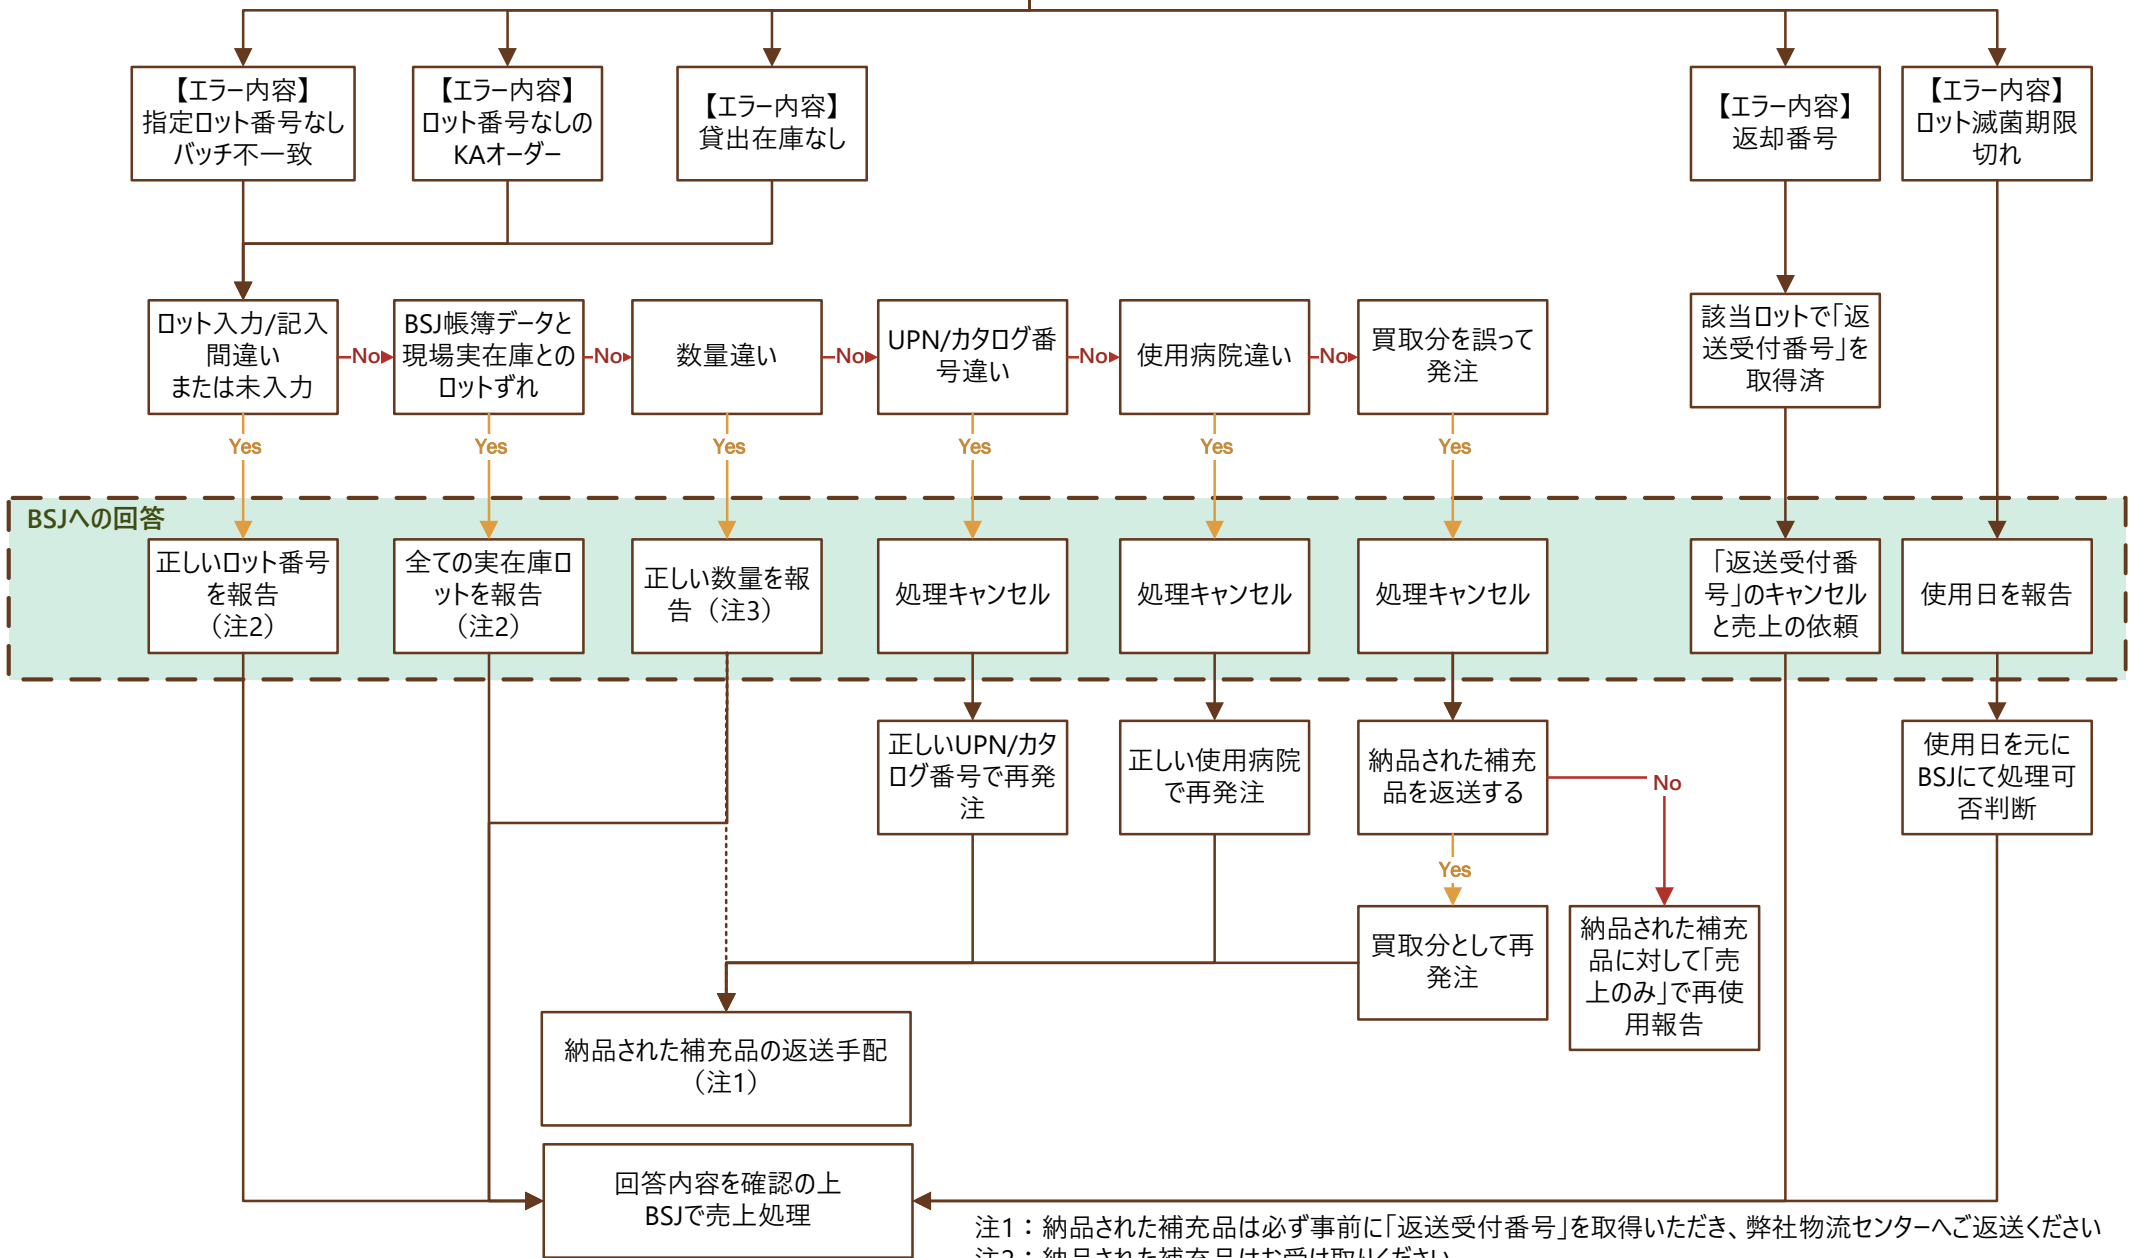 【エラー内容】
指定ロット番号なし
バッチ不一致
【エラー内容】
ロット番号なしの
KAオーダー
【エラー内容】
貸出在庫なし
【エラー内容】
返却番号
【エラー内容】
ロット滅菌期限
切れ
ロット入力/記入
間違い
または未入力
No
BSJ帳簿データと
現場実在庫との
ロットずれ
No
数量違い
No
UPN/カタログ番
号違い
No
使用病院違い
No
買取分を誤って
発注
該当ロットで「返
送受付番号」を
取得済
Yes
Yes
Yes
Yes
Yes
Yes
BSJへの回答
正しいロット番号
を報告
（注2）
全ての実在庫ロ
ットを報告
（注2）
正しい数量を報
告（注3）
処理キャンセル
処理キャンセル
処理キャンセル
「返送受付番
号」のキャンセル
と売上の依頼
使用日を報告
正しいUPN/カタ
ログ番号で再発
注
正しい使用病院
で再発注
納品された補充
品を返送する
No
使用日を元に
BSJにて処理可
否判断
Yes
買取分として再
発注
納品された補充
品に対して「売
上のみ」で再使
用報告
納品された補充品の返送手配
（注1）
回答内容を確認の上
BSJで売上処理
注1：納品された補充品は必ず事前に「返送受付番号」を取得いただき、弊社物流センターへご返送ください
注2：納品された補充品はお受け取りください